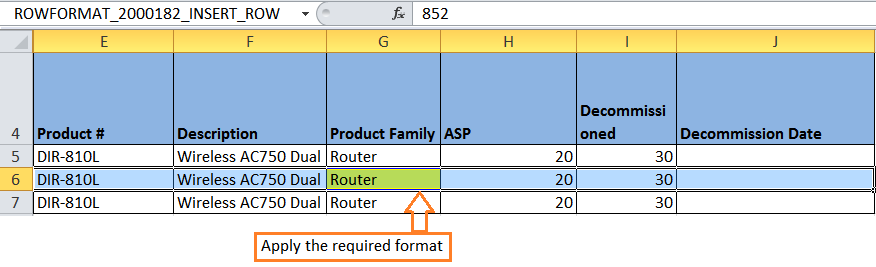 ROWFORMAT_2000182_INSERT_ROW fx 852
E F G H I J
4 Product # Description Product Family ASP Decommissi
oned Decommission Date
5 DIR-810L Wireless AC750 Dual Router 20 30
6 DIR-810L Wireless AC750 Dual Router 20 30
7 DIR-810L Wireless AC750 Dual Router 20 30
Apply the required format